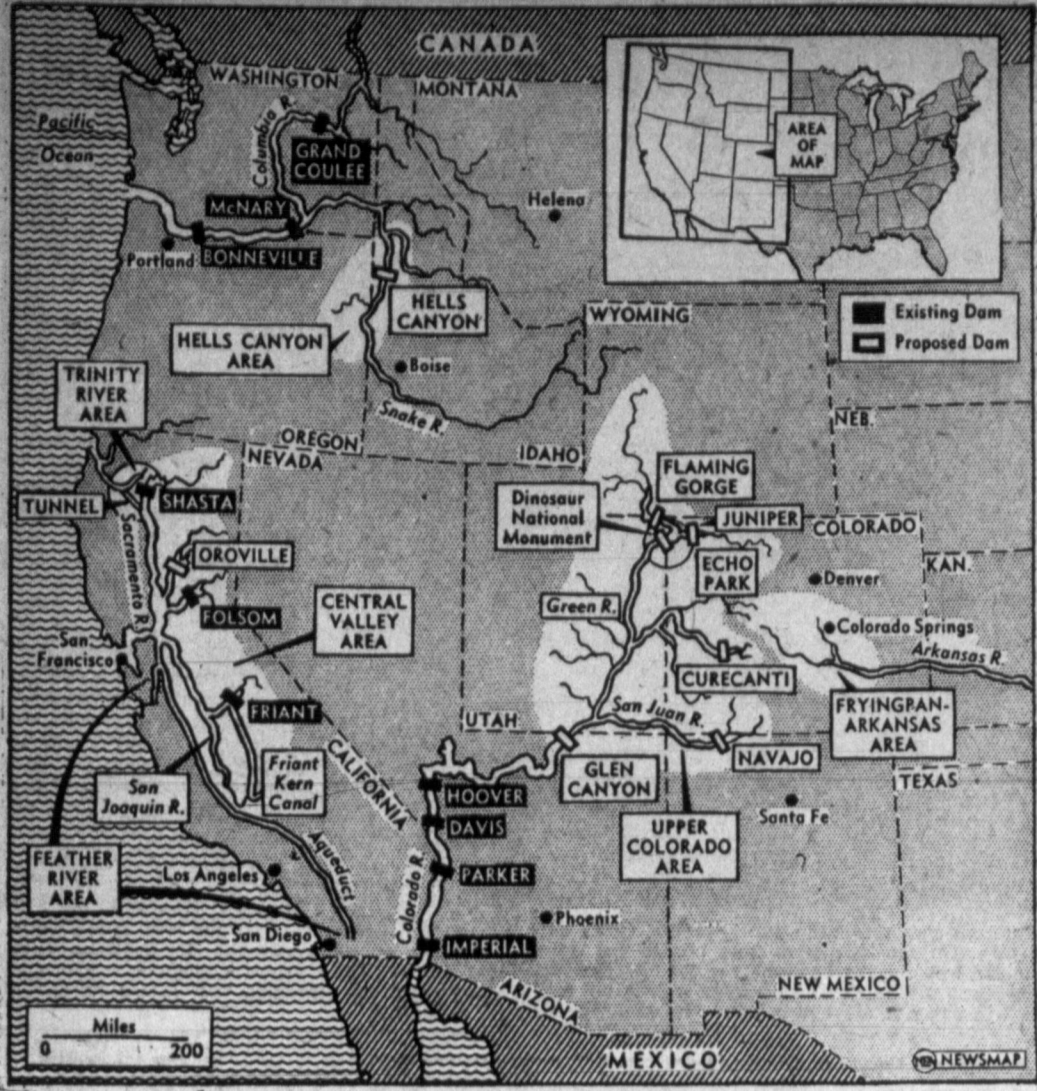 CANADA
WASHINGTON
MONTANA
Pacific
Ocean
Columbia R.
GRAND
COULEE
AREA
OF
MAP
McNARY
Helena
Portland
BONNEVILLE
HELLS
CANYON
HELLS CANYON
AREA
WYOMING
Existing Dam
Proposed Dam
TRINITY
RIVER
AREA
Boise
Snake R.
NEB.
OREGON
NEVADA
IDAHO
FLAMING
GORGE
TUNNEL
SHASTA
Dinosaur
National
Monument
JUNIPER
COLORADO
Sacramento R.
OROVILLE
ECHO
PARK
KAN.
Denver
FOLSOM
CENTRAL
VALLEY
AREA
Green R.
Colorado Springs
San
Francisco
Arkansas R.
CURECANTI
FRIANT
UTAH
San Juan R.
FRYINGRAN-
ARKANSAS
AREA
San
Joaquin R.
Friant
Kern
Canal
CALIFORNIA
GLEN
CANYON
NAVAJO
TEXAS
HOOVER
DAVIS
Santa Fe
FEATHER
RIVER
AREA
Los Angeles
Aqueduct
Colorado R.
PARKER
UPPER
COLORADO
AREA
Phoenix
San Diego
IMPERIAL
ARIZONA
NEW MEXICO
Miles
0 200
MEXICO
NEA NEWSMAP